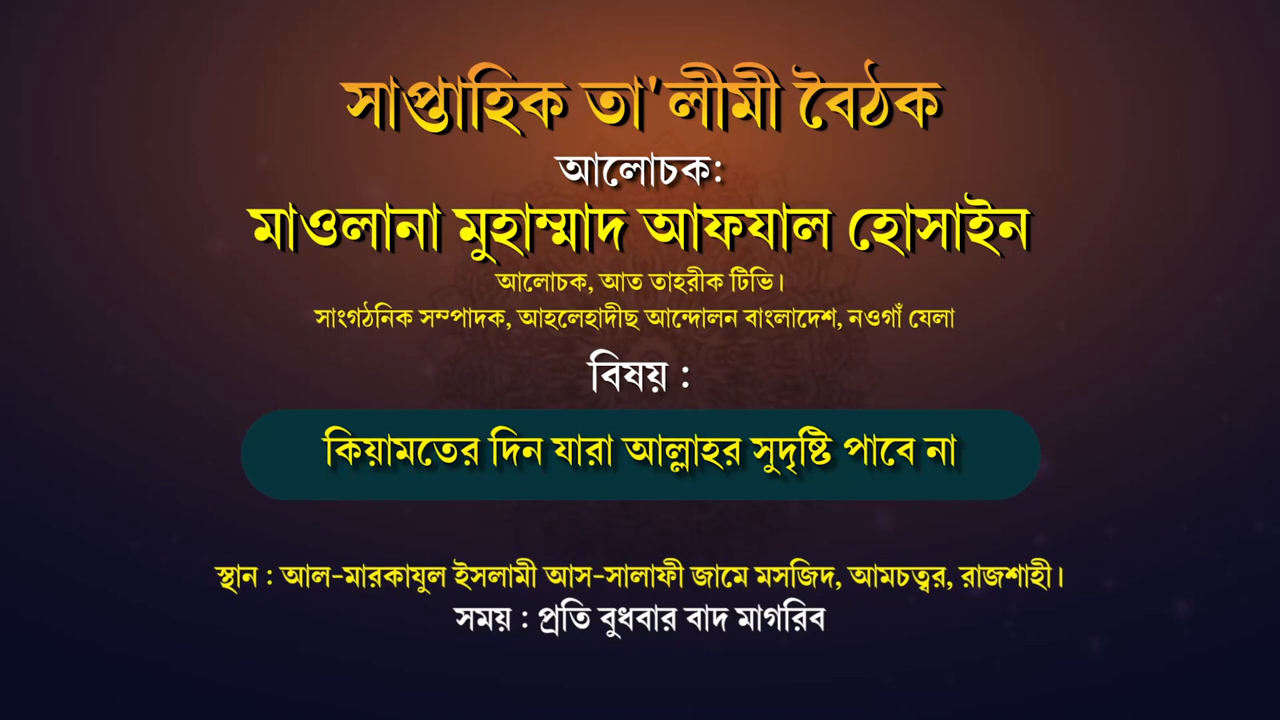 সাপ্তাহিক তা'লীমী বৈঠক
আলোচক:
মাওলানা মুহাম্মাদ আফযাল হোসাইন
আলোচক, আত তাহরীক টিভি।
সাংগঠনিক সম্পাদক, আহলেহাদীছ আন্দোলন বাংলাদেশ, নওগাঁ যেলা
বিষয় :
কিয়ামতের দিন যারা আল্লাহর সুদৃষ্টি পাবে না
স্থান : আল-মারকাযুল ইসলামী আস-সালাফী জামে মসজিদ, আমচত্বর, রাজশাহী।
সময় : প্রতি বুধবার বাদ মাগরিব